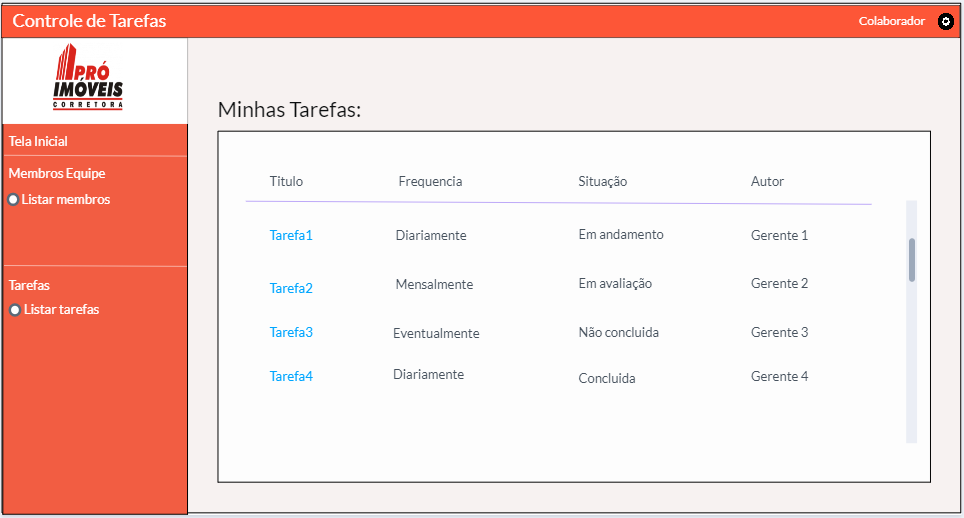 Controle de Tarefas
Colaborador
PRÓ
IMÓVEIS
CORRETORA
Tela Inicial
Membros Equipe
Listar membros
Tarefas
Listar tarefas
Minhas Tarefas:
Titulo Frequencia Situação Autor
Tarefa1 Diariamente Em andamento Gerente 1
Tarefa2 Mensalmente Em avaliação Gerente 2
Tarefa3 Eventualmente Não concluida Gerente 3
Tarefa4 Diariamente Concluida Gerente 4